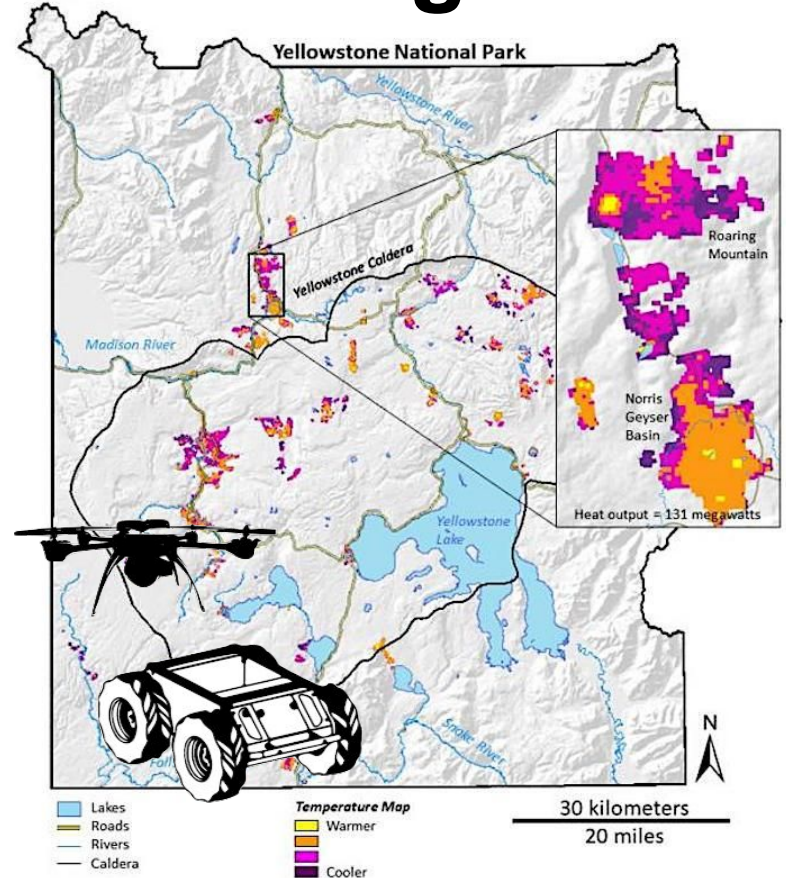 Yellowstone National Park
Yellowstone River
Roaring
Mountain
Yellowstone Caldera
Madison River
Norris
Geyser
Basin
Heat output = 131 megawatts
Yellowstone
Lake
Snake River
N
Lakes
Roads
Rivers
Caldera
Temperature Map
Warmer
Cooler
30 kilometers
20 miles